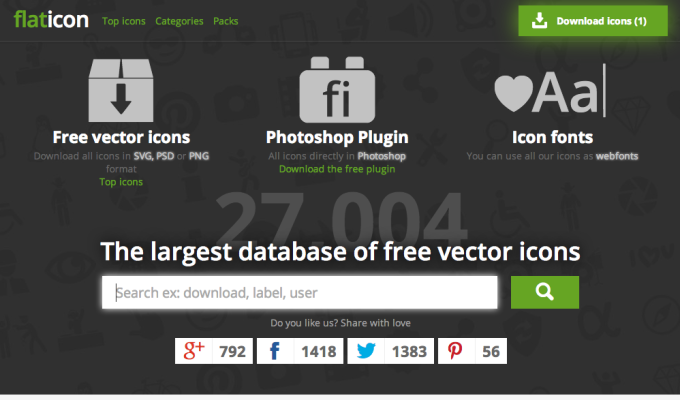 flaticon Top icons Categories Packs Download icons (1)
fi
Aa
Free vector icons
Download all icons in SVG, PSD or PNG
format
Top icons
Photoshop Plugin
All icons directly in Photoshop
Download the free plugin
Icon fonts
You can use all our icons as webfonts
27.004
The largest database of free vector icons
Search ex: download, label, user
Do you like us? Share with love
g+ 792 f 1418 1383 56